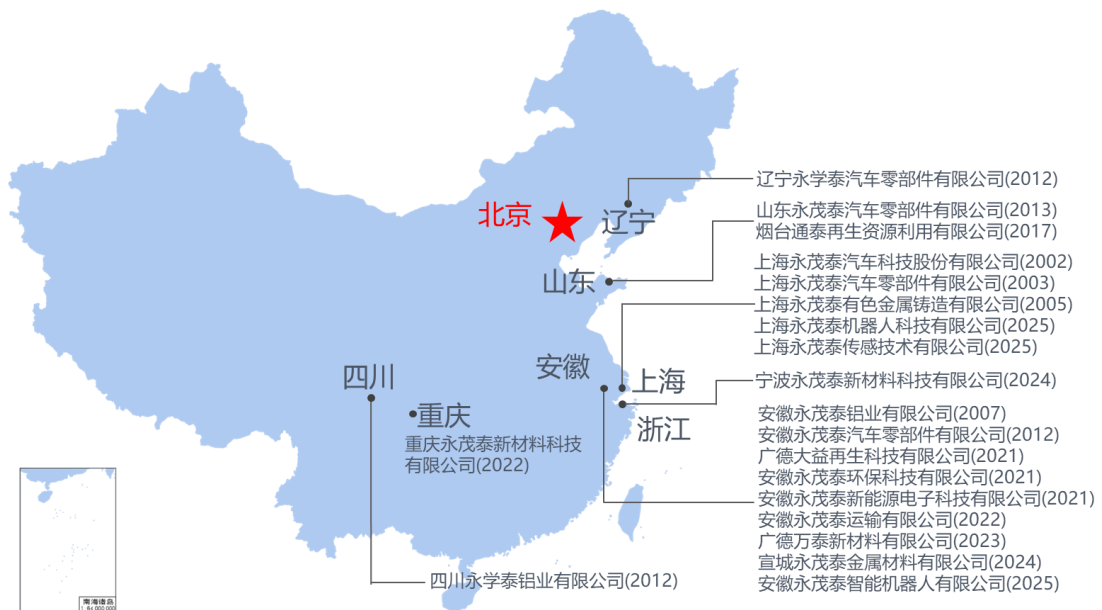 辽宁永学泰汽车零部件有限公司(2012)
北京
辽宁
山东永茂泰汽车零部件有限公司(2013)
烟台通泰再生资源利用有限公司(2017)
山东
上海永茂泰汽车科技股份有限公司(2002)
上海永茂泰汽车零部件有限公司(2003)
上海永茂泰有色金属铸造有限公司(2005)
上海永茂泰机器人科技有限公司(2025)
上海永茂泰传感技术有限公司(2025)
安徽
四川
上海
宁波永茂泰新材料科技有限公司(2024)
重庆
浙江
重庆永茂泰新材料科技
有限公司(2022)
安徽永茂泰铝业有限公司(2007)
安徽永茂泰汽车零部件有限公司(2012)
广德大益再生科技有限公司(2021)
安徽永茂泰环保科技有限公司(2021)
安徽永茂泰新能源电子科技有限公司(2021)
安徽永茂泰运输有限公司(2022)
广德万泰新材料有限公司(2023)
宣城永茂泰金属材料有限公司(2024)
安徽永茂泰智能机器人有限公司(2025)
四川永学泰铝业有限公司(2012)
南海诸岛